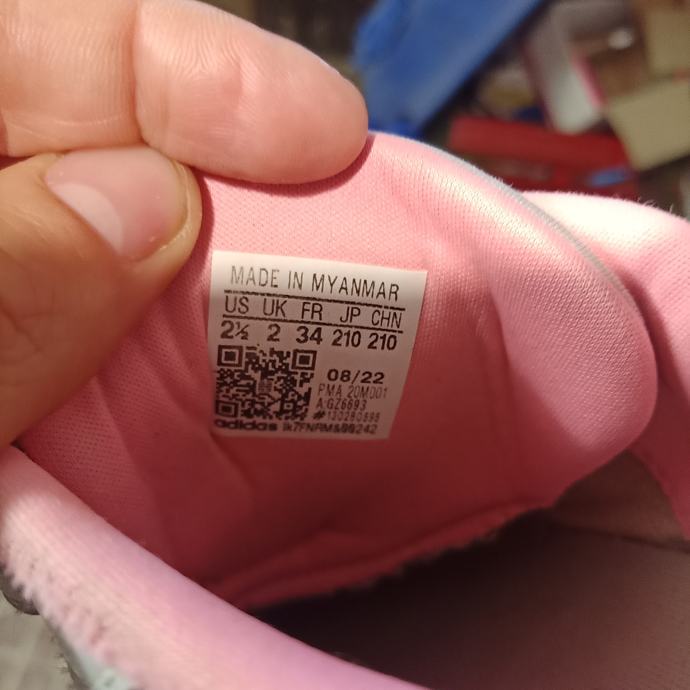 MADE IN MYANMAR
US UK FR JP CHN
2½ 2 34 210 210
08/22
PMA 20M001
A:GZ6693
adidas